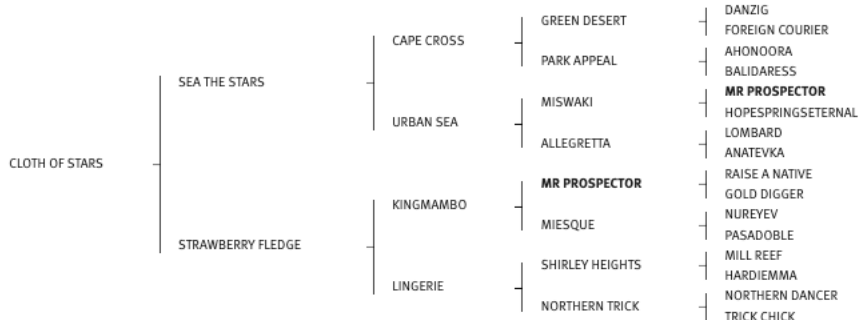 CLOTH OF STARS
SEA THE STARS
STRAWBERRY FLEDGE
CAPE CROSS
URBAN SEA
KINGMAMBO
LINGERIE
GREEN DESERT
PARK APPEAL
MISWAKI
ALLEGRETTA
MR PROSPECTOR
MIESQUE
SHIRLEY HEIGHTS
NORTHERN TRICK
DANZIG
FOREIGN COURIER
AHONOORA
BALIDARESS
MR PROSPECTOR
HOPESPRINGSETERNAL
LOMBARD
ANATEVKA
RAISE A NATIVE
GOLD DIGGER
NUREYEV
PASADOBLE
MILL REEF
HARDIEMMA
NORTHERN DANCER
TRICK CHICK